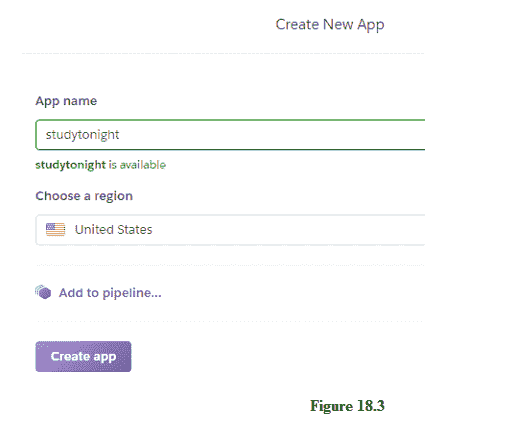 Create New App
App name
studytonight
studytonight is available
Choose a region
United States
Add to pipeline...
Create app
Figure 18.3